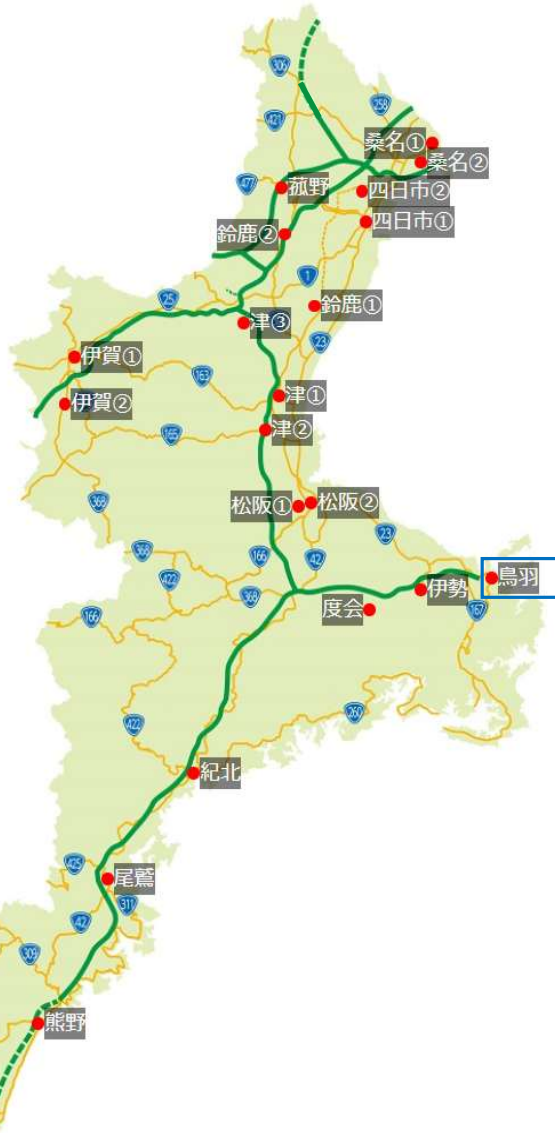 306
258
421
桑名①
桑名②
477
菰野
四日市②
四日市①
鈴鹿②
1
25
鈴鹿①
津③
23
伊賀①
163
伊賀②
津①
165
津②
368
松阪①
松阪②
23
368
166
42
422
368
鳥羽
伊勢
度会
167
166
260
422
紀北
425
尾鷲
311
42
309
熊野